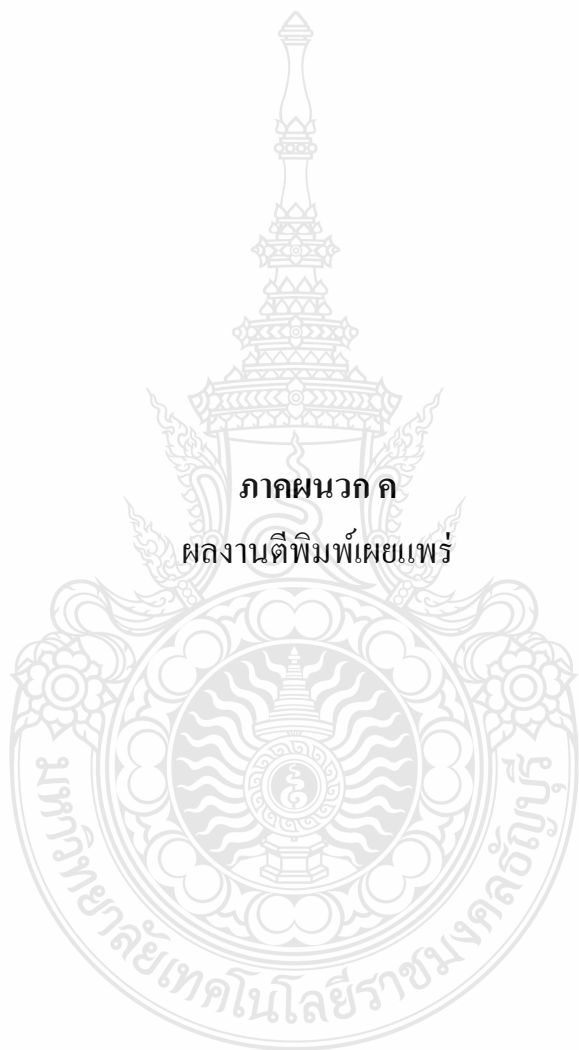 ภาคผนวก ค
ผลงานตีพิมพ์เผยแพร่
มหาวิทยาลัยเทคโนโลยีราชมงคลธัญบุรี